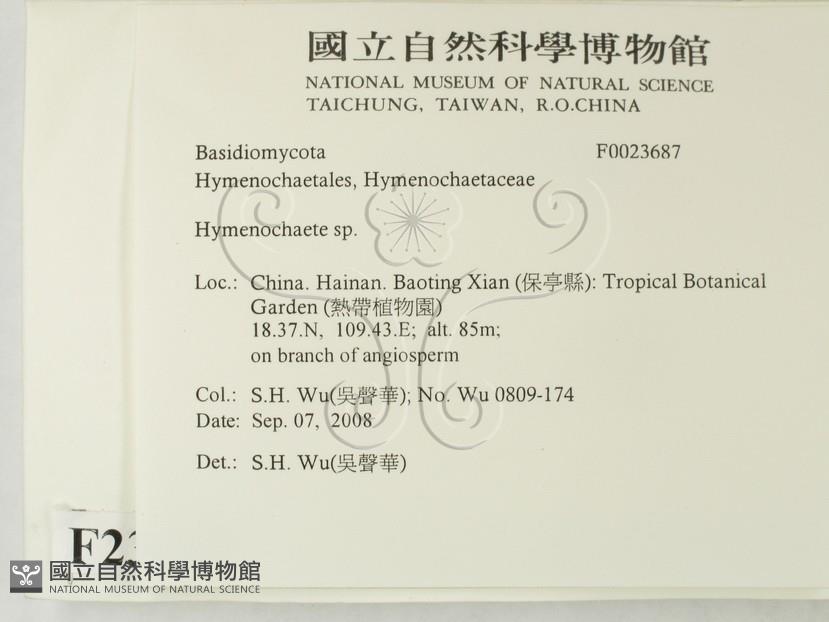 國立自然科學博物館
NATIONAL MUSEUM OF NATURAL SCIENCE
TAICHUNG, TAIWAN, R.O.CHINA
Basidiomycota F0023687
Hymenochaetales, Hymenochaetaceae
Hymenochaete sp.
Loc.: China. Hainan. Baoting Xian (保亭縣): Tropical Botanical
Garden (熱帶植物園)
18.37.N, 109.43.E; alt. 85m;
on branch of angiosperm
Col.: S.H. Wu(吳聲華); No. Wu 0809-174
Date: Sep. 07, 2008
Det.: S.H. Wu(吳聲華)
國立自然科學博物館
NATIONAL MUSEUM OF NATURAL SCIENCE